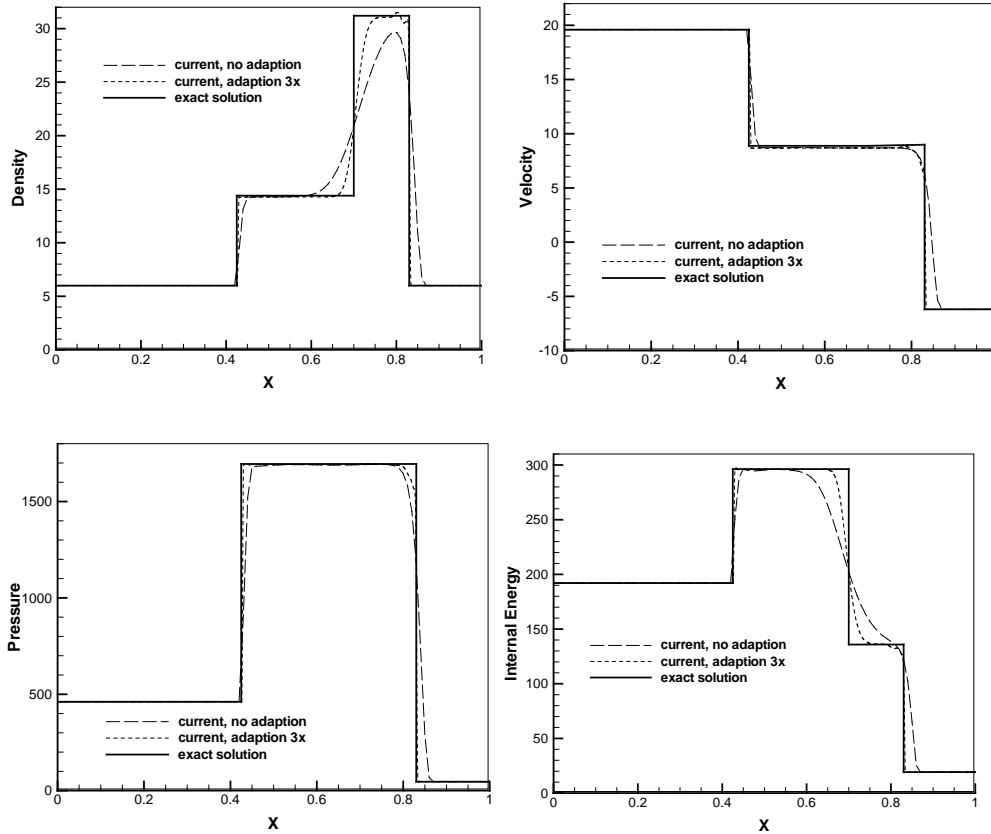 30
25
20
15
10
5
0
Density
current, no adaption
current, adaption 3x
exact solution
0 0.2 0.4 0.6 0.8 1
X
20
15
10
5
0
-5
-10
Velocity
current, no adaption
current, adaption 3x
exact solution
0 0.2 0.4 0.6 0.8
X
1500
1000
500
0
Pressure
current, no adaption
current, adaption 3x
exact solution
0 0.2 0.4 0.6 0.8 1
X
300
250
200
150
100
50
0
Internal Energy
current, no adaption
current, adaption 3x
exact solution
0 0.2 0.4 0.6 0.8 1
X